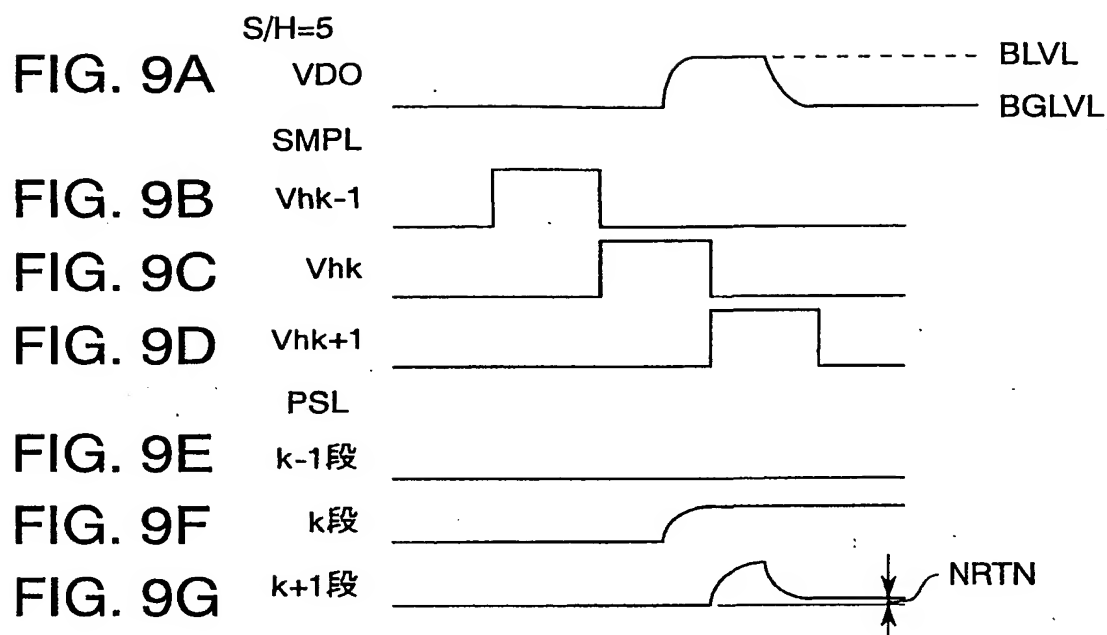 S/H=5
FIG. 9A VDO BLVL
BGLVL
SMPL
FIG. 9B Vhk-1
FIG. 9C Vhk
FIG. 9D Vhk+1
PSL
FIG. 9E k-1段
FIG. 9F k段
FIG. 9G k+1段 NRTN